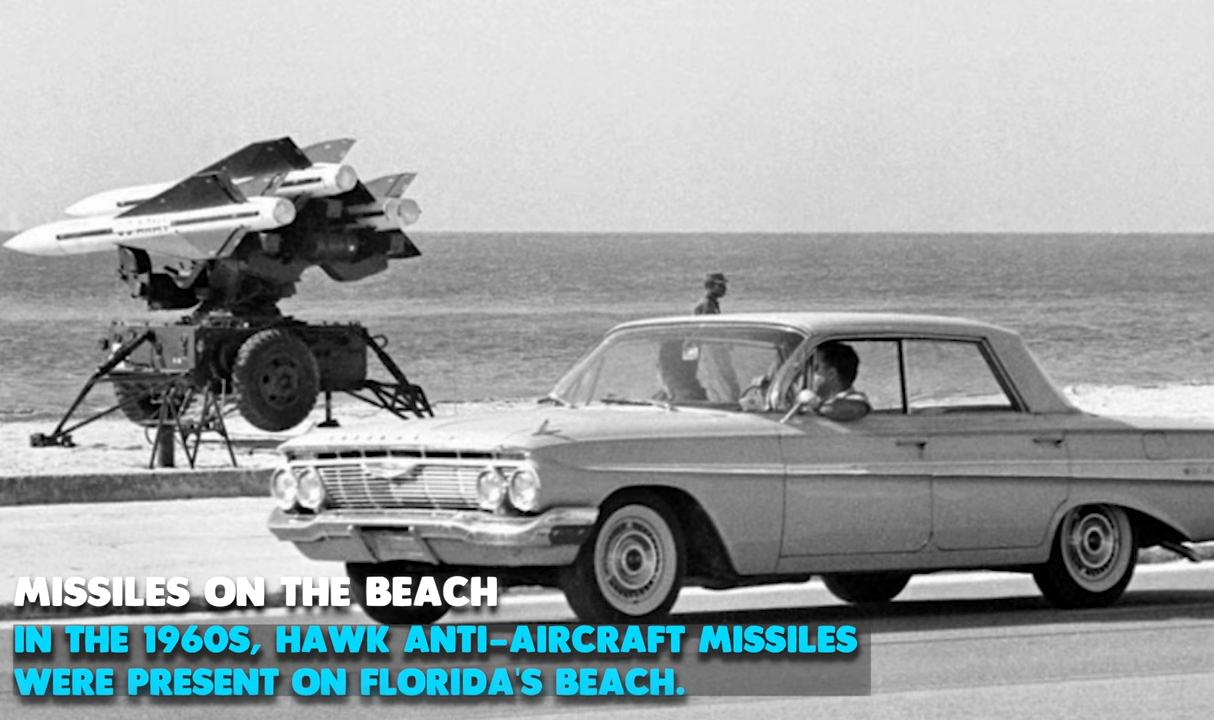 MISSILES ON THE BEACH
IN THE 1960S, HAWK ANTI-AIRCRAFT MISSILES
WERE PRESENT ON FLORIDA'S BEACH.